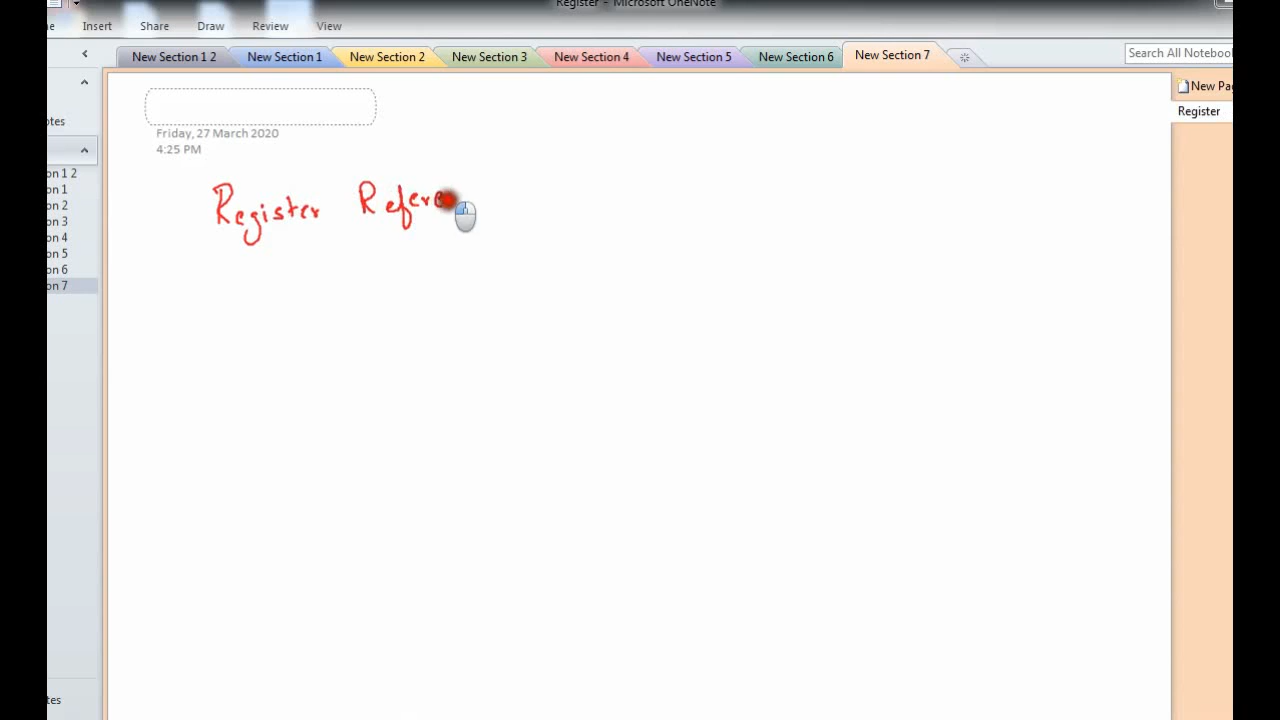 Register - Microsoft OneNote
Insert Share Draw Review View
New Section 1 2 New Section 1 New Section 2 New Section 3 New Section 4 New Section 5 New Section 6 New Section 7
Search All Notebo
New Pa
Register
Friday, 27 March 2020
4:25 PM
Register Refere
otes
on 1 2
on 1
on 2
on 3
on 4
on 5
on 6
on 7
otes